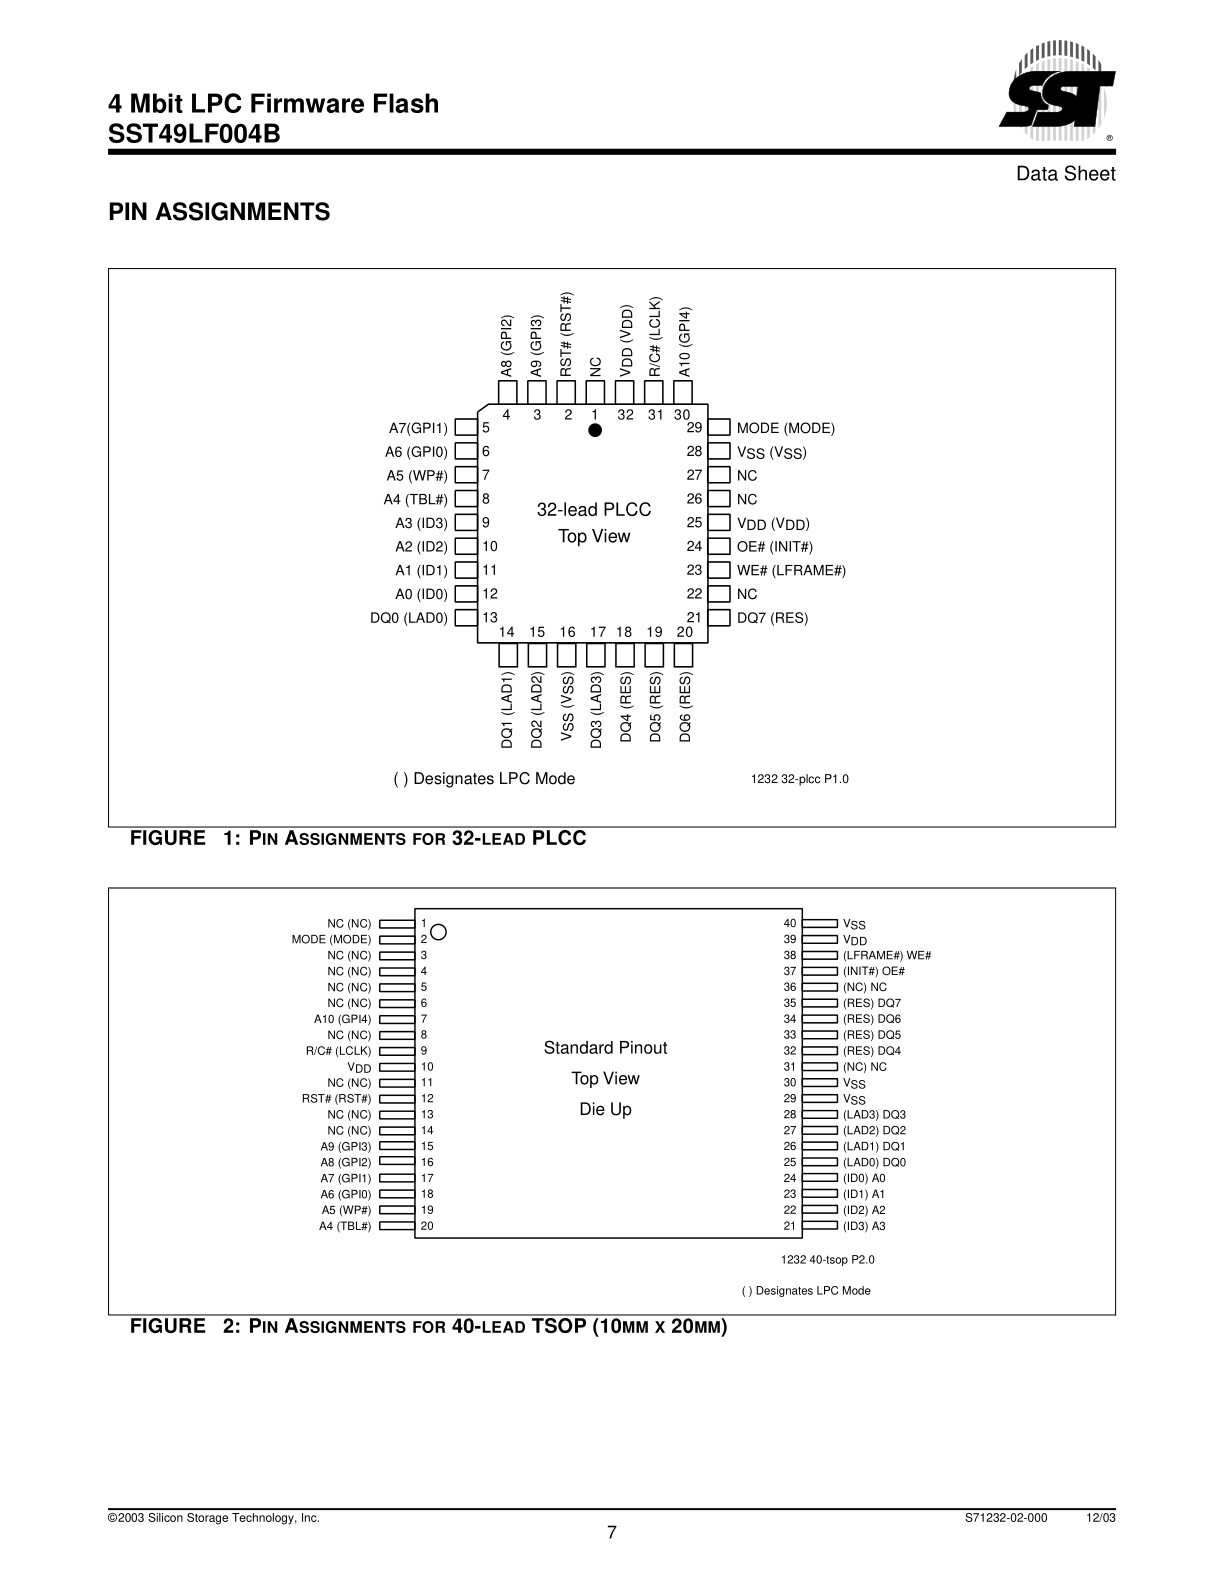 4 Mbit LPC Firmware Flash
SST49LF004B
SST
®
Data Sheet
PIN ASSIGNMENTS
A8 (GPI2)
A9 (GPI3)
RST# (RST#)
NC
VDD (VDD)
R/C# (LCLK)
A10 (GPI4)
4 3 2 1 32 31 30
A7(GPI1) 5 29 MODE (MODE)
A6 (GPI0) 6 28 VSS (VSS)
A5 (WP#) 7 27 NC
A4 (TBL#) 8 26 NC
32-lead PLCC
A3 (ID3) 9 25 VDD (VDD)
Top View
A2 (ID2) 10 24 OE# (INIT#)
A1 (ID1) 11 23 WE# (LFRAME#)
A0 (ID0) 12 22 NC
DQ0 (LAD0) 13 21 DQ7 (RES)
14 15 16 17 18 19 20
DQ1 (LAD1)
DQ2 (LAD2)
VSS (VSS)
DQ3 (LAD3)
DQ4 (RES)
DQ5 (RES)
DQ6 (RES)
( ) Designates LPC Mode
1232 32-plcc P1.0
FIGURE 1: PIN ASSIGNMENTS FOR 32-LEAD PLCC
NC (NC) 1 40 VSS
MODE (MODE) 2 39 VDD
NC (NC) 3 38 (LFRAME#) WE#
NC (NC) 4 37 (INIT#) OE#
NC (NC) 5 36 (NC) NC
NC (NC) 6 35 (RES) DQ7
A10 (GPI4) 7 34 (RES) DQ6
NC (NC) 8 33 (RES) DQ5
R/C# (LCLK) 9 32 (RES) DQ4
Standard Pinout
VDD 10 31 (NC) NC
Top View
NC (NC) 11 30 VSS
RST# (RST#) 12 29 VSS
Die Up
NC (NC) 13 28 (LAD3) DQ3
NC (NC) 14 27 (LAD2) DQ2
A9 (GPI3) 15 26 (LAD1) DQ1
A8 (GPI2) 16 25 (LAD0) DQ0
A7 (GPI1) 17 24 (ID0) A0
A6 (GPI0) 18 23 (ID1) A1
A5 (WP#) 19 22 (ID2) A2
A4 (TBL#) 20 21 (ID3) A3
1232 40-tsop P2.0
( ) Designates LPC Mode
FIGURE 2: PIN ASSIGNMENTS FOR 40-LEAD TSOP (10MM X 20MM)
©2003 Silicon Storage Technology, Inc. S71232-02-000 12/03
7